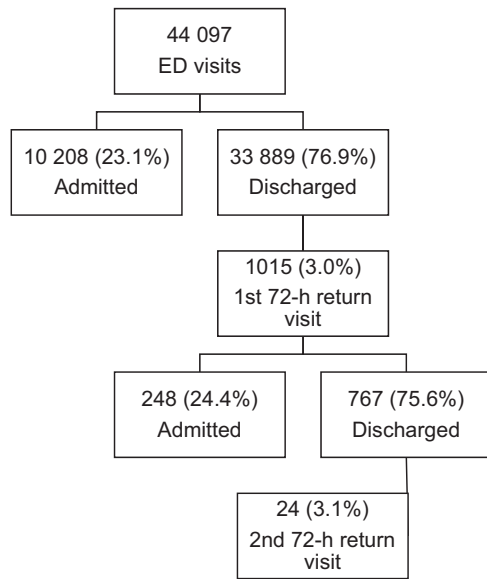 44 097
ED visits
10 208 (23.1%)
Admitted
33 889 (76.9%)
Discharged
1015 (3.0%)
1st 72-h return
visit
248 (24.4%)
Admitted
767 (75.6%)
Discharged
24 (3.1%)
2nd 72-h return
visit